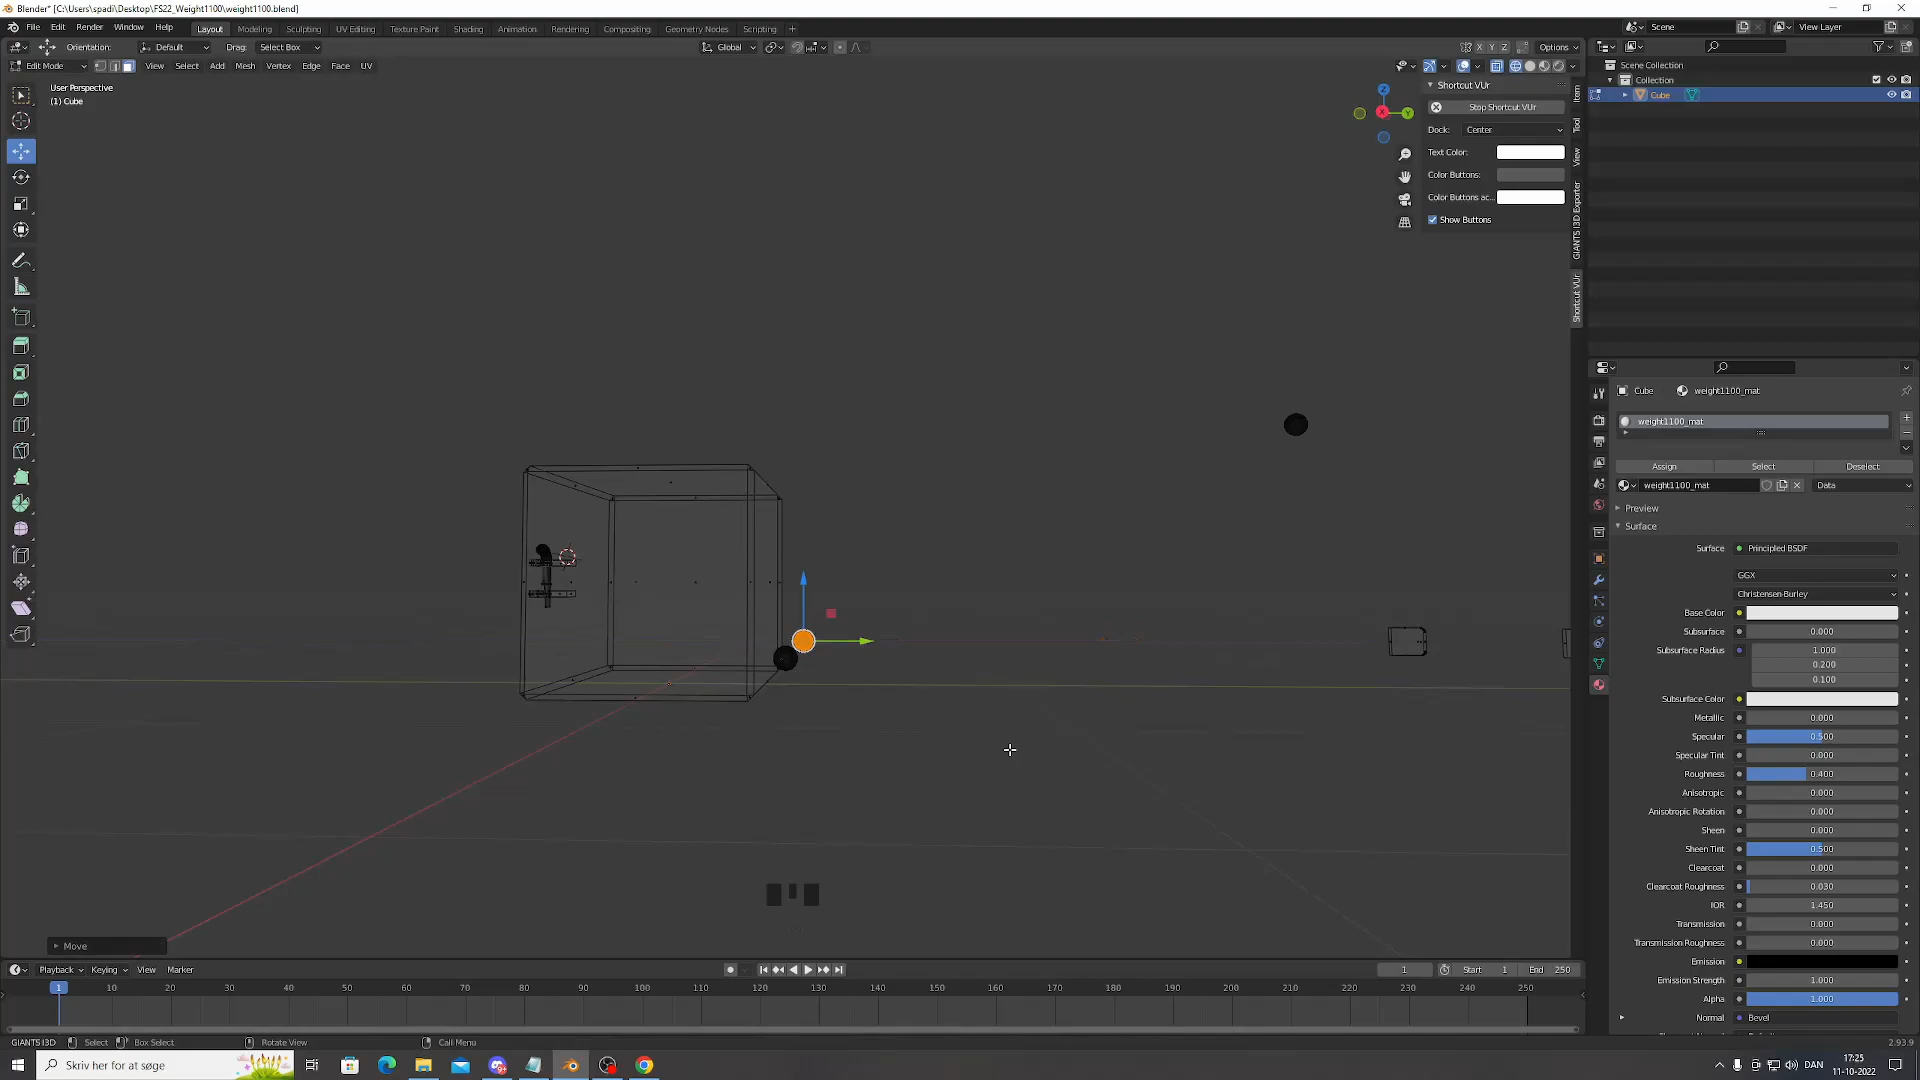 Blender* [C:\Users\spadi\Desktop\FS22_Weight1100\weight1100.blend]
File Edit Render Window Help Layout Modeling Sculpting UV Editing Texture Paint Shading Animation Rendering Compositing Geometry Nodes Scripting + Scene View Layer
Orientation: Default Drag: Select Box Global X Y Z Options
Edit Mode View Select Add Mesh Vertex Edge Face UV
User Perspective
(1) Cube
Z
X
Y
Shortcut VUr
Stop Shortcut VUr
Dock: Center
Text Color:
Color Buttons:
Color Buttons ac...
Show Buttons
Item
Tool
View
GIANTS I3D Exporter
Shortcut VUr
Scene Collection
Collection
Cube
Cube weight1100_mat
weight1100_mat
Assign Select Deselect
weight1100_mat Data
Preview
Surface
Surface Principled BSDF
GGX
Christensen-Burley
Base Color
Subsurface 0.000
Subsurface Radius 1.000
0.200
0.100
Subsurface Color
Metallic 0.000
Specular 0.500
Specular Tint 0.000
Roughness 0.400
Anisotropic 0.000
Anisotropic Rotation 0.000
Sheen 0.000
Sheen Tint 0.500
Clearcoat 0.000
Clearcoat Roughness 0.030
IOR 1.450
Transmission 0.000
Transmission Roughness 0.000
Emission
Emission Strength 1.000
Alpha 1.000
Normal Bevel
Move
Playback Keying View Marker 1 Start 1 End 250
1 10 20 30 40 50 60 70 80 90 100 110 120 130 140 150 160 170 180 190 200 210 220 230 240 250
GIANTS I3D Select Box Select Rotate View Call Menu 2.93.9
Skriv her for at søge
DAN
17:25
11-10-2022